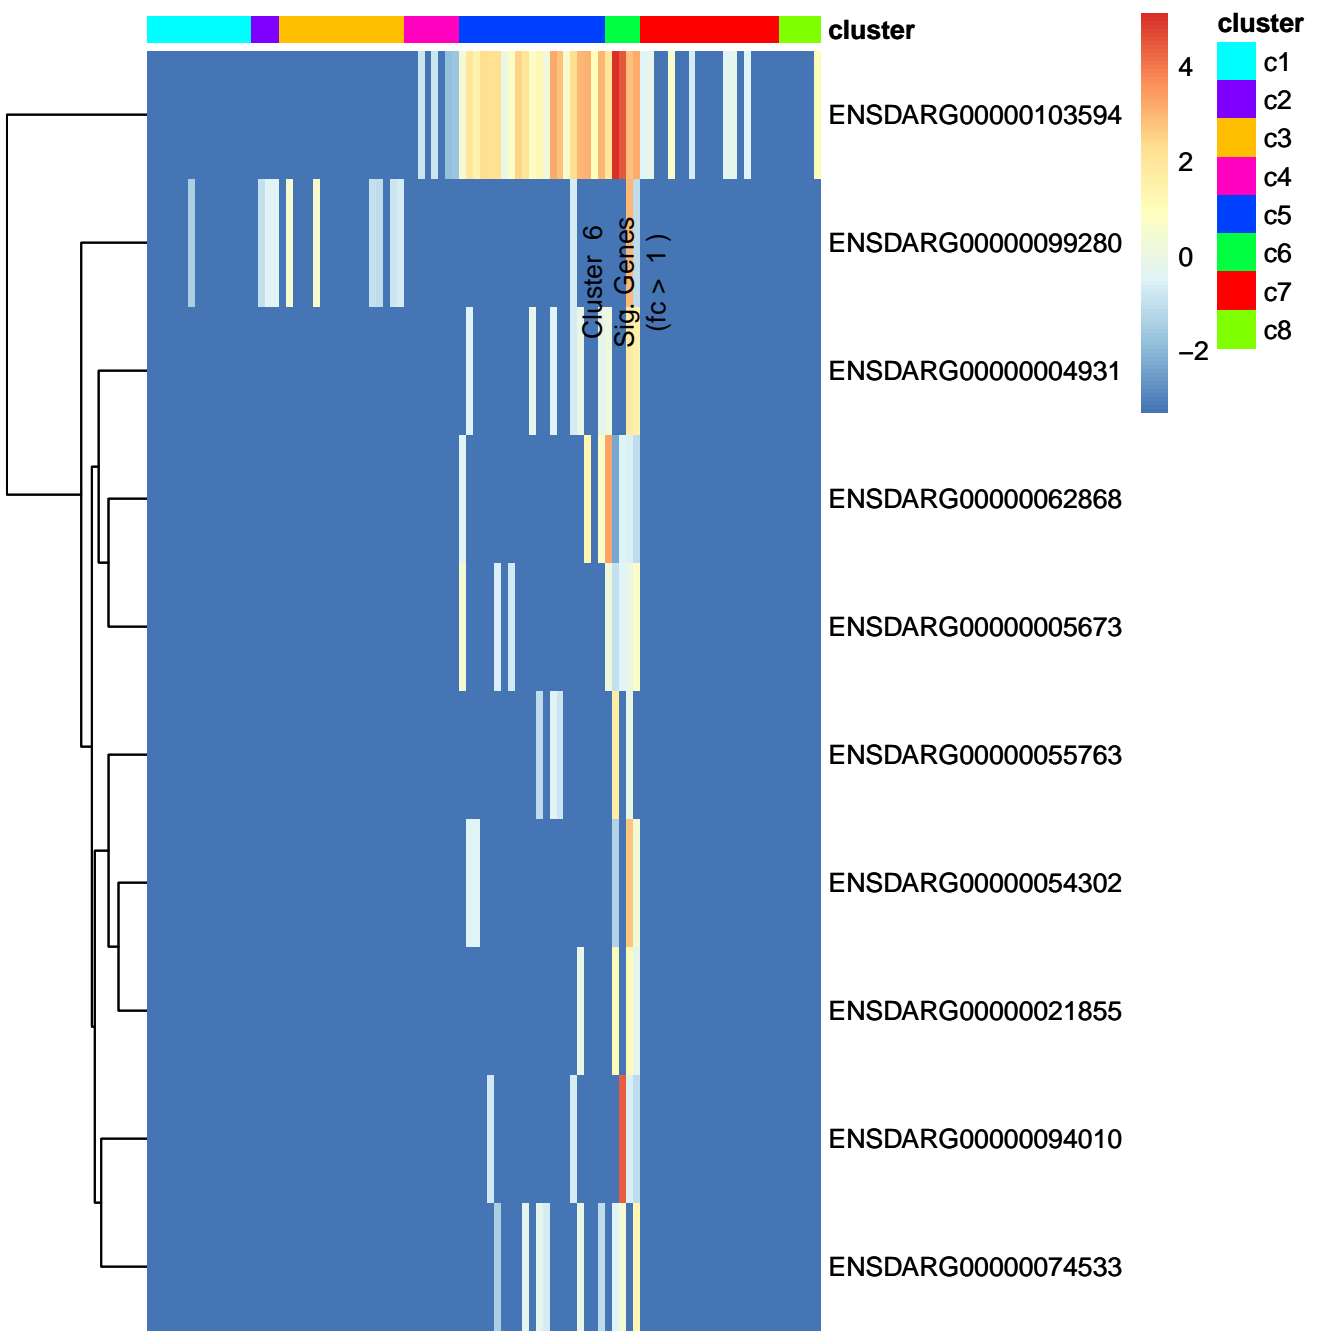 cluster
ENSDARG00000103594
ENSDARG00000099280
ENSDARG00000004931
ENSDARG00000062868
ENSDARG00000005673
ENSDARG00000055763
ENSDARG00000054302
ENSDARG00000021855
ENSDARG00000094010
ENSDARG00000074533
Cluster 6
Sig. Genes
(fc > 1 )
4
2
0
−2
cluster
c1
c2
c3
c4
c5
c6
c7
c8